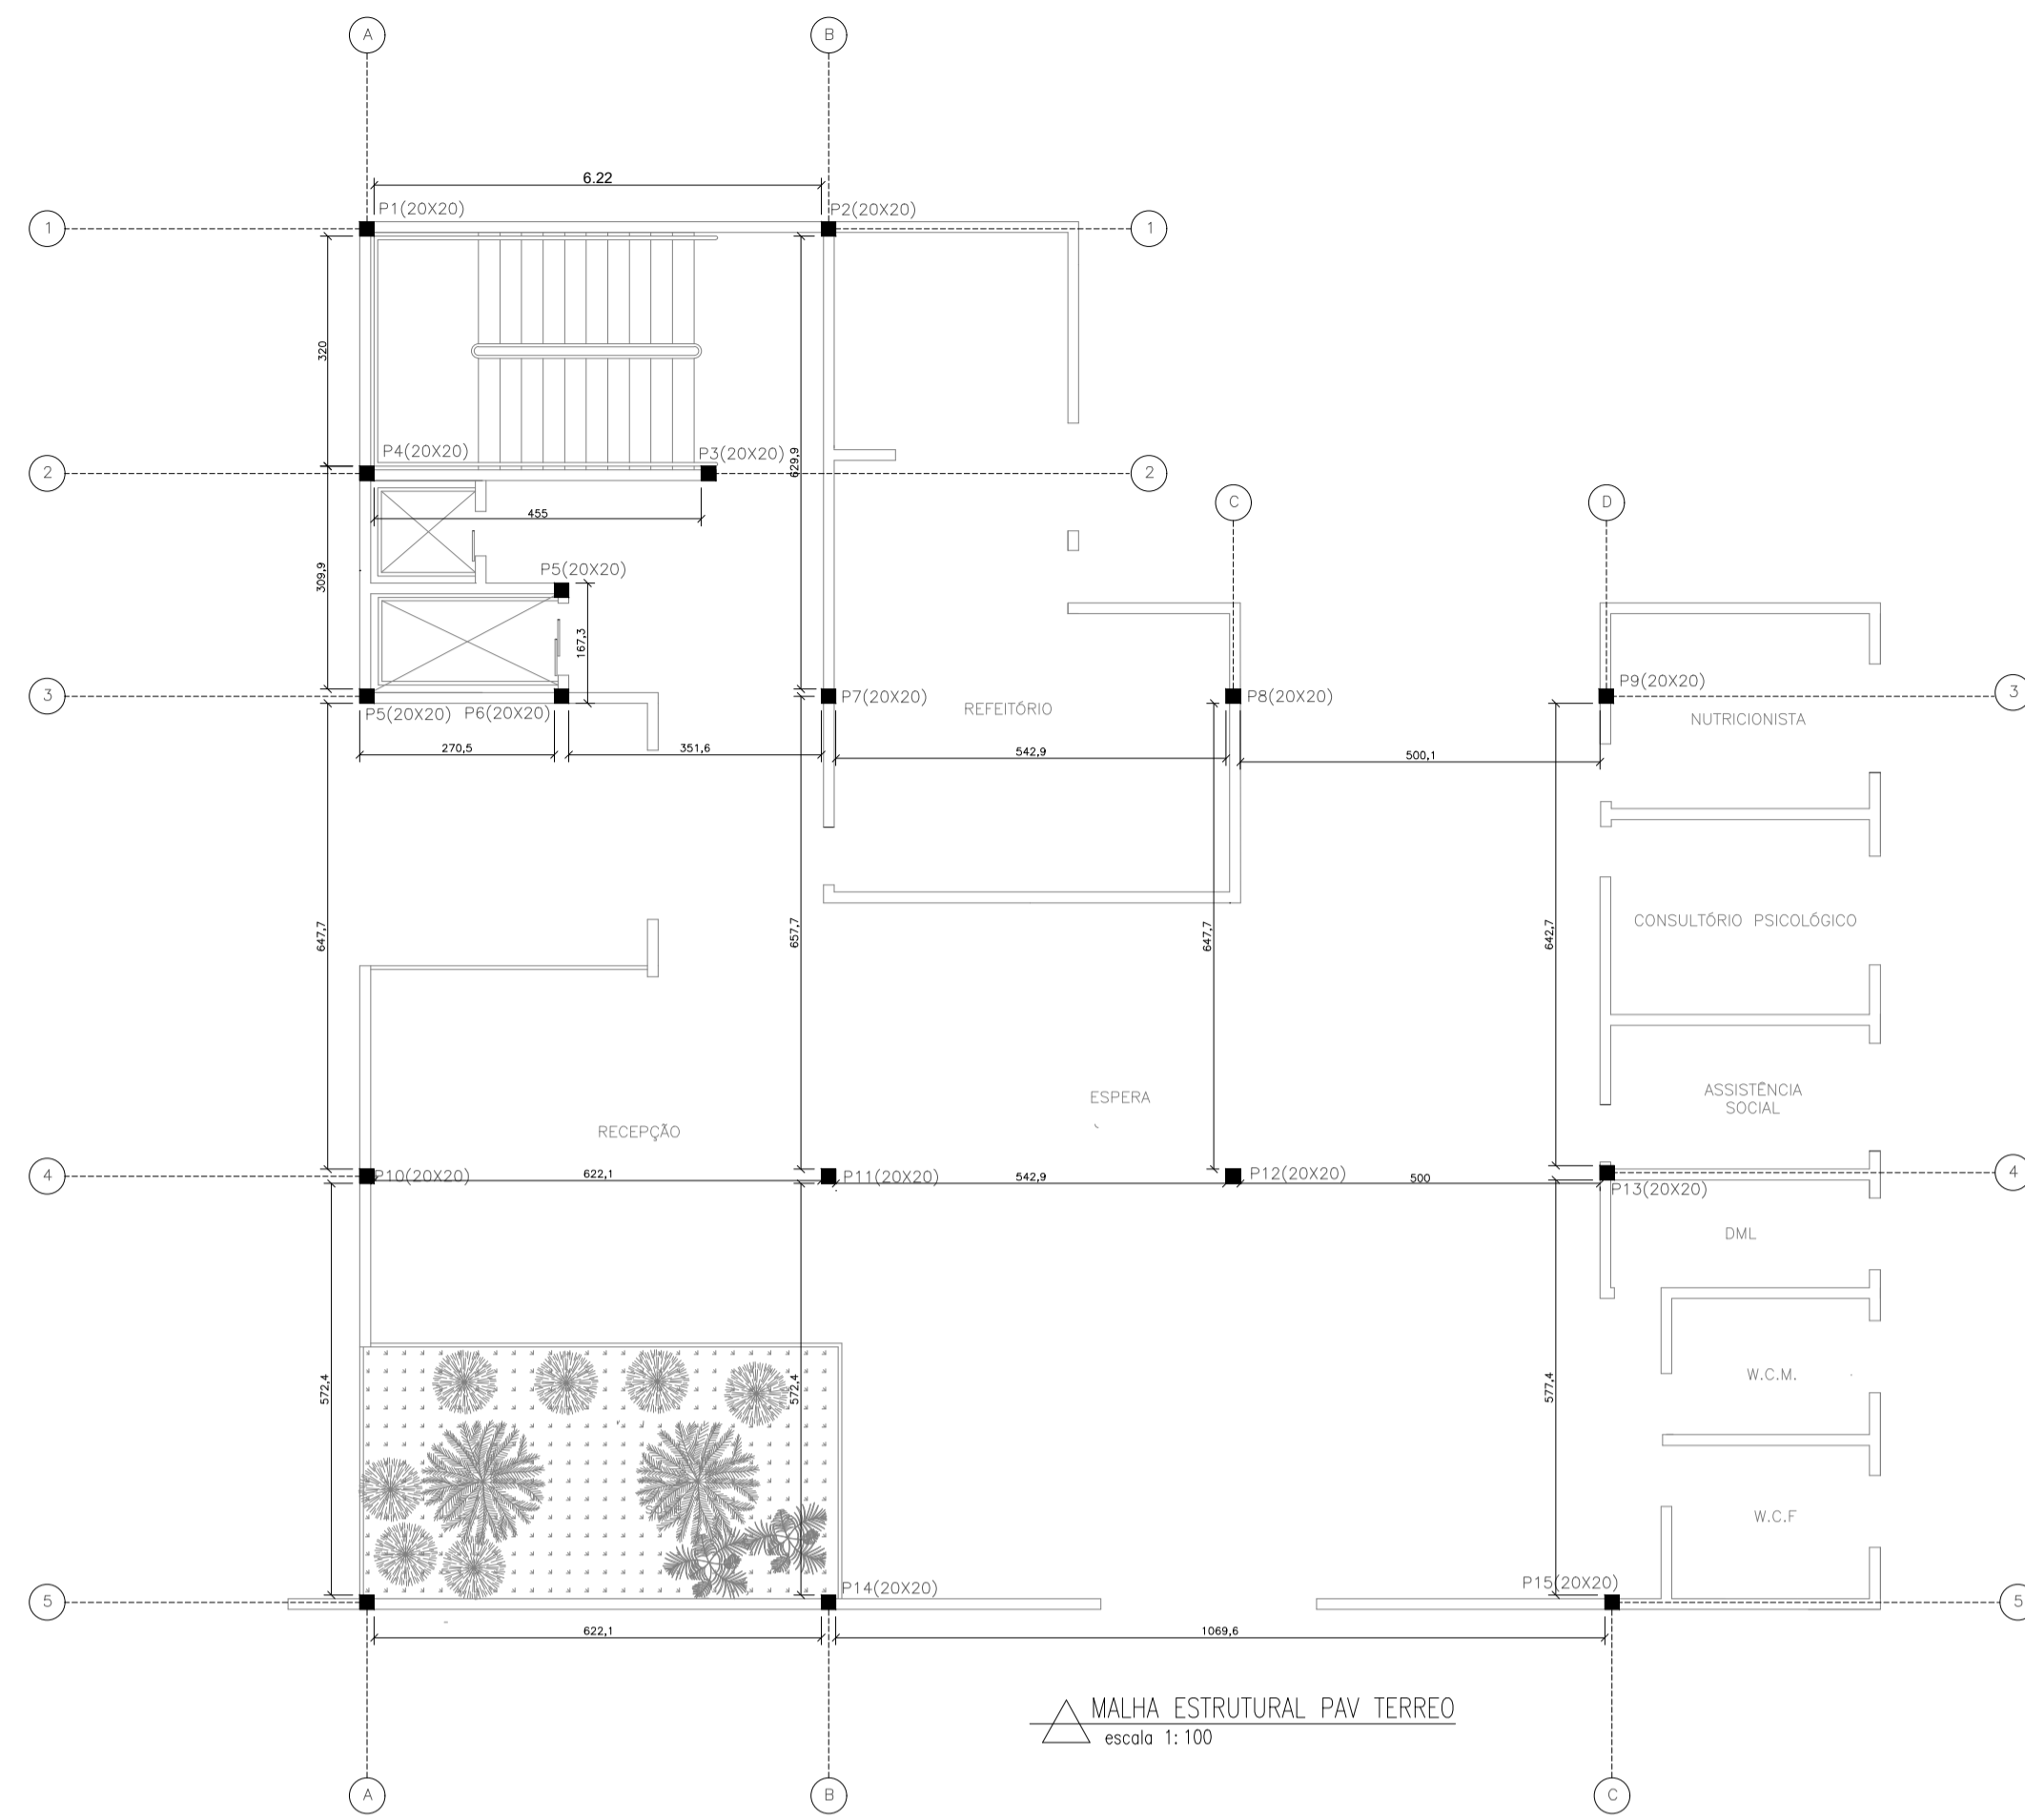 A
B
6.22
P1(20X20)
P2(20X20)
1
1
320
629,9
P4(20X20)
P3(20X20)
2
2
C
D
455
309,9
P5(20X20)
167,3
P9(20X20)
3
3
P7(20X20)
P8(20X20)
P5(20X20)
P6(20X20)
REFEITÓRIO
NUTRICIONISTA
270,5
351,6
542,9
500,1
647,7
657,7
647,7
642,7
CONSULTÓRIO PSICOLÓGICO
ESPERA
ASSISTÊNCIA
SOCIAL
RECEPÇÃO
4
4
P10(20X20)
622,1
P11(20X20)
542,9
P12(20X20)
500
P13(20X20)
DML
572,4
572,4
577,4
W.C.M.
W.C.F
P14(20X20)
P15(20X20)
5
5
622,1
1069,6
MALHA ESTRUTURAL PAV TERREO
escala 1:100
A
B
C